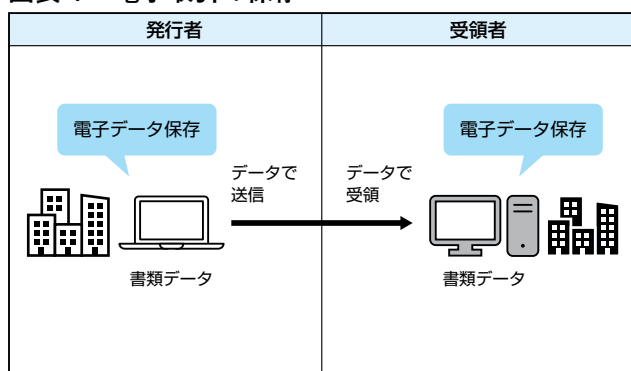 発行者
受領者
電子データ保存
電子データ保存
データで
送信
データで
受領
書類データ
書類データ